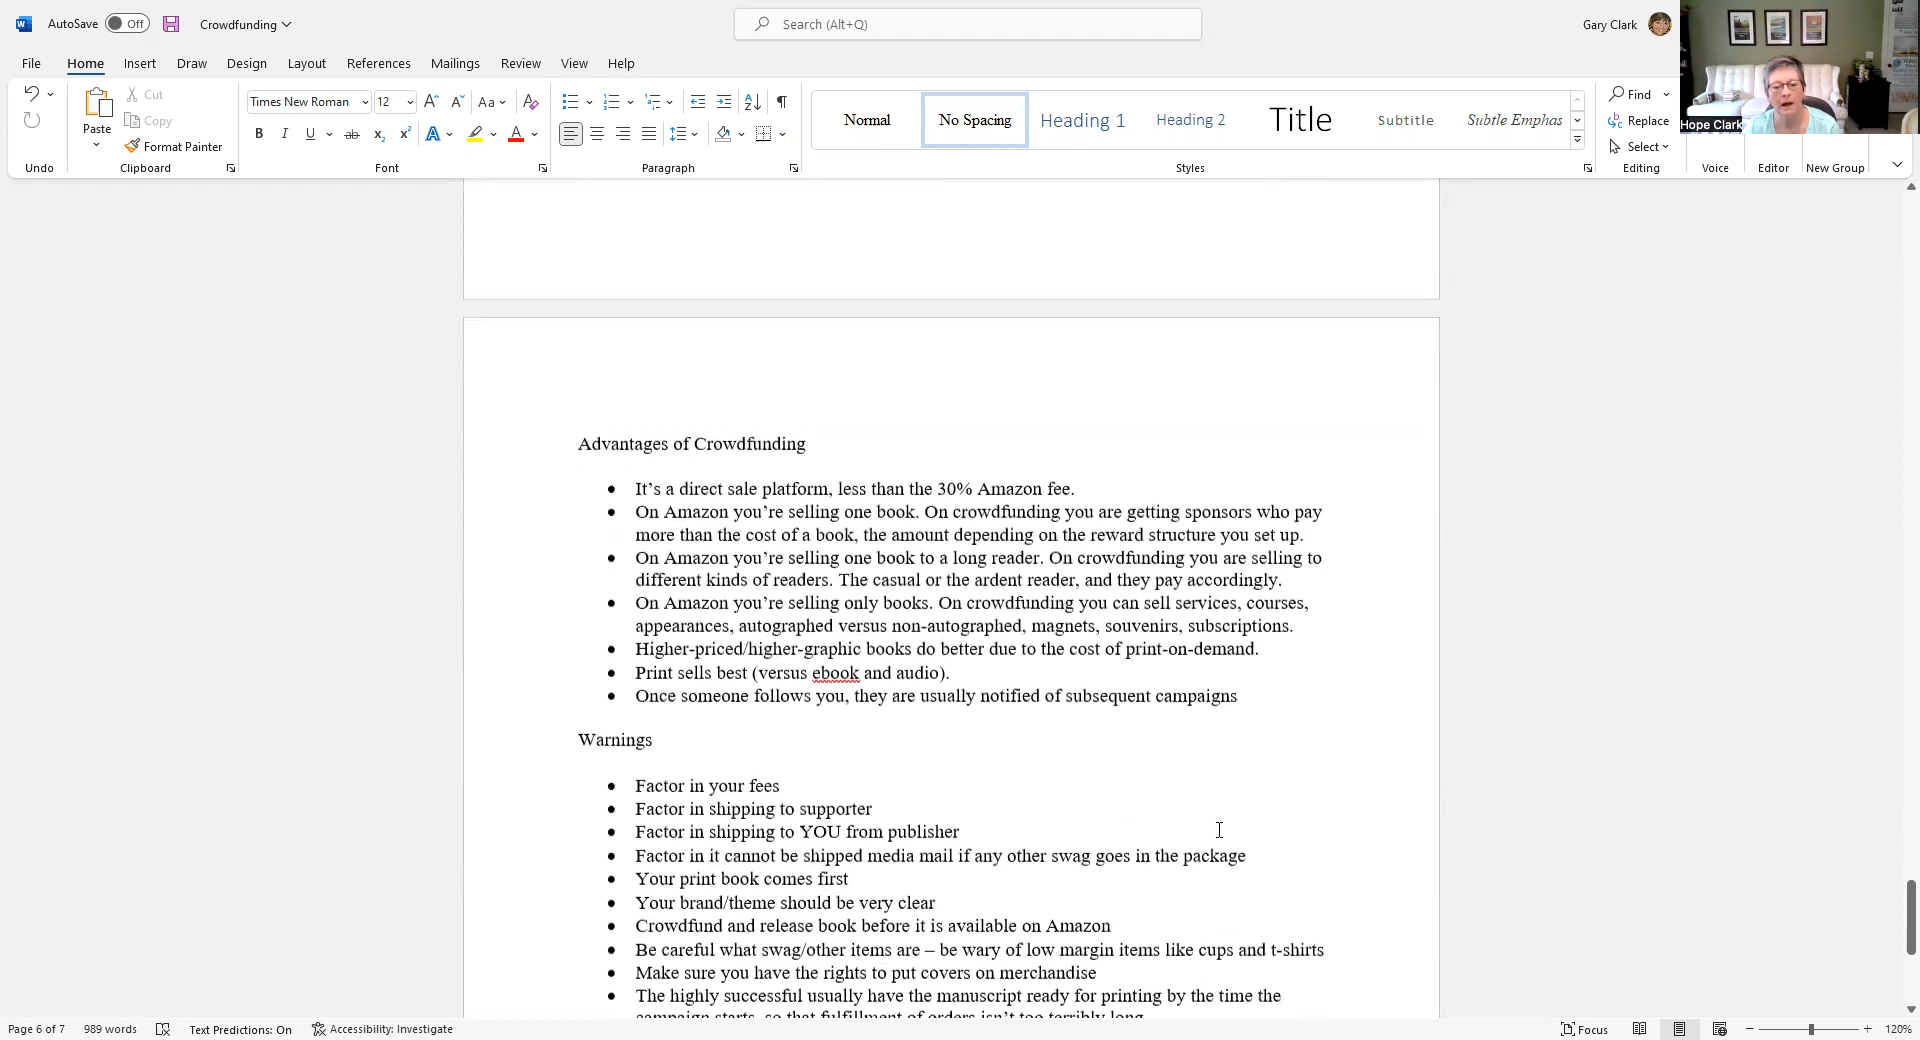 AutoSave Off Crowdfunding Search (Alt+Q) Gary Clark
File Home Insert Draw Design Layout References Mailings Review View Help
Paste Cut Copy Format Painter
Times New Roman 12 Aa
B I U ab x₂ x² A A
Normal No Spacing Heading 1 Heading 2 Title Subtitle Subtle Emphas
Find Replace Select
Hope Clark
Undo Clipboard Font Paragraph Styles Editing Voice Editor New Group
Advantages of Crowdfunding
• It’s a direct sale platform, less than the 30% Amazon fee.
• On Amazon you’re selling one book. On crowdfunding you are getting sponsors who pay
more than the cost of a book, the amount depending on the reward structure you set up.
• On Amazon you’re selling one book to a long reader. On crowdfunding you are selling to
different kinds of readers. The casual or the ardent reader, and they pay accordingly.
• On Amazon you’re selling only books. On crowdfunding you can sell services, courses,
appearances, autographed versus non-autographed, magnets, souvenirs, subscriptions.
• Higher-priced/higher-graphic books do better due to the cost of print-on-demand.
• Print sells best (versus ebook and audio).
• Once someone follows you, they are usually notified of subsequent campaigns
Warnings
• Factor in your fees
• Factor in shipping to supporter
• Factor in shipping to YOU from publisher
• Factor in it cannot be shipped media mail if any other swag goes in the package
• Your print book comes first
• Your brand/theme should be very clear
• Crowdfund and release book before it is available on Amazon
• Be careful what swag/other items are – be wary of low margin items like cups and t-shirts
• Make sure you have the rights to put covers on merchandise
• The highly successful usually have the manuscript ready for printing by the time the
campaign starts, so that fulfillment of orders isn’t too terribly long
Page 6 of 7 989 words Text Predictions: On Accessibility: Investigate Focus 120%